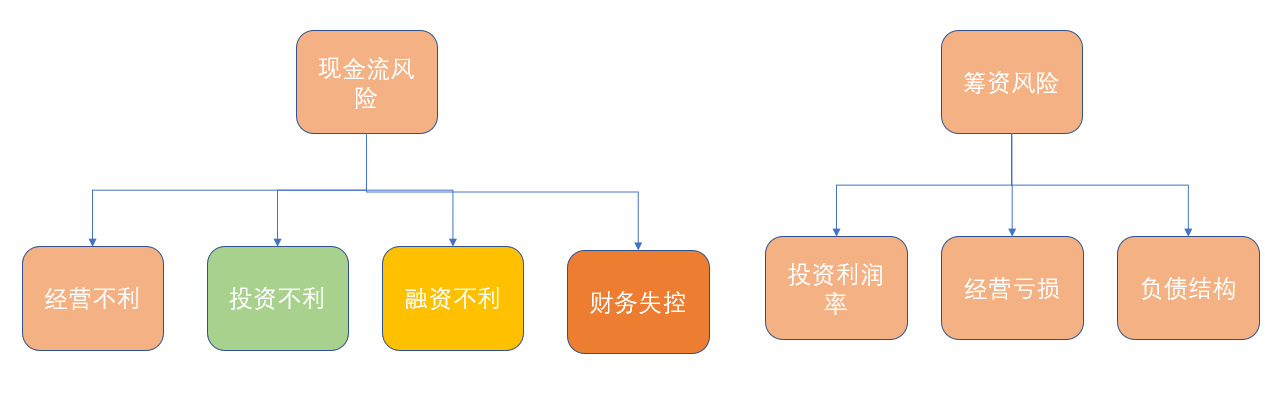 现金流风
险
筹资风险
经营不利
投资不利
融资不利
财务失控
投资利润
率
经营亏损
负债结构